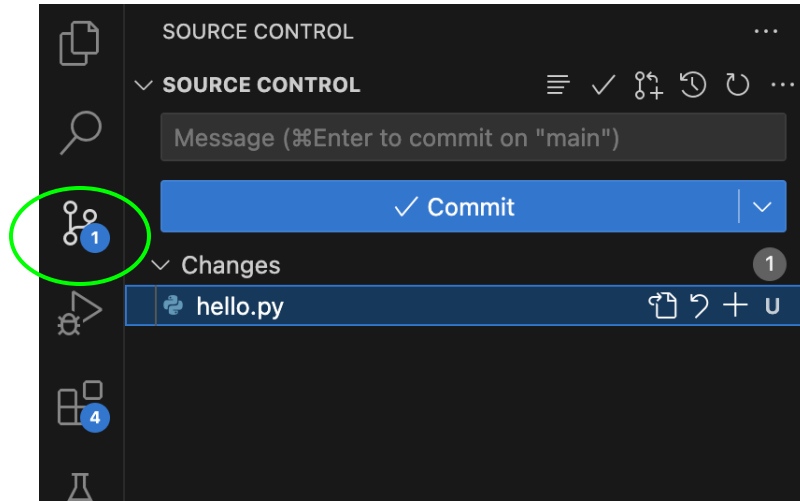 SOURCE CONTROL
SOURCE CONTROL
Message (⌘Enter to commit on "main")
Commit
1
Changes 1
hello.py U
4